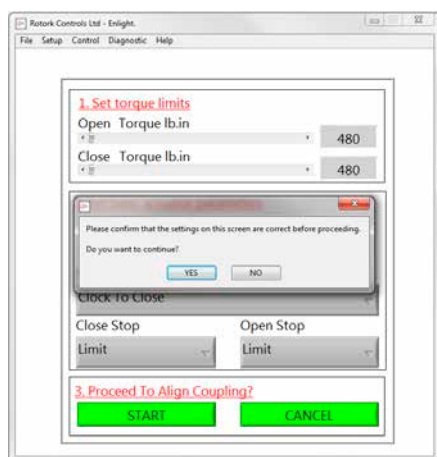 Rotork Controls Ltd - Enlight.
File Setup Control Diagnostic Help
1. Set torque limits
Open Torque lb.in
480
Close Torque lb.in
480
Please confirm that the settings on this screen are correct before proceeding.
Do you want to continue?
YES NO
Clock To Close
Close Stop Open Stop
Limit Limit
3. Proceed To Align Coupling?
START CANCEL